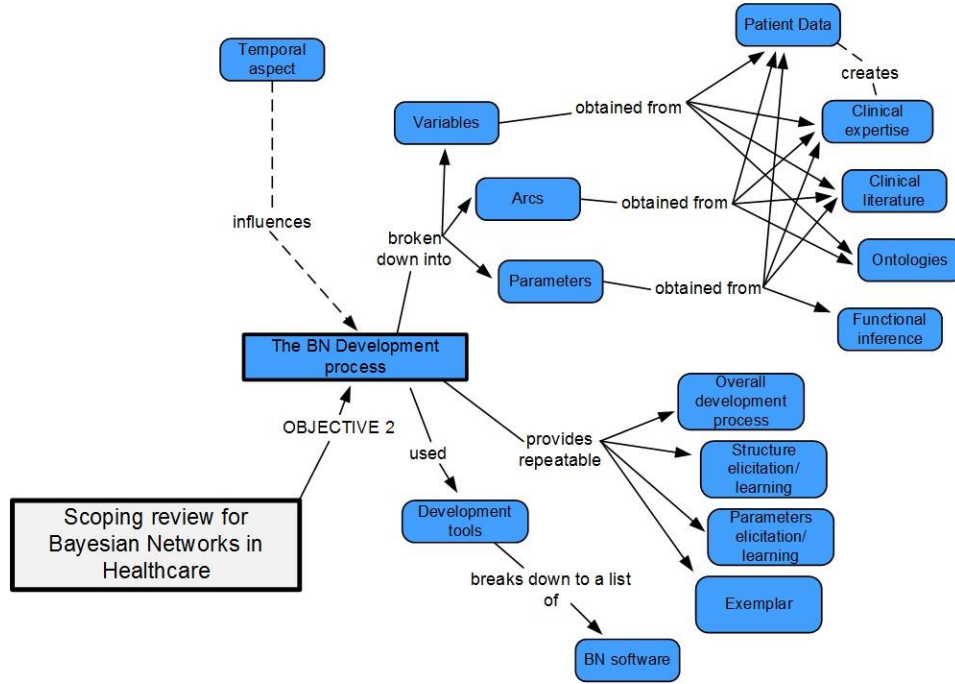 Patient Data
Temporal
aspect
creates
Variables
obtained from
Clinical
expertise
Arcs
obtained from
Clinical
literature
influences
broken
down into
Ontologies
Parameters
obtained from
Functional
inference
The BN Development
process
Overall
development
process
OBJECTIVE 2
used
provides
repeatable
Structure
elicitation/
learning
Scoping review for
Bayesian Networks in
Healthcare
Development
tools
Parameters
elicitation/
learning
breaks down to a list
of
Exemplar
BN software